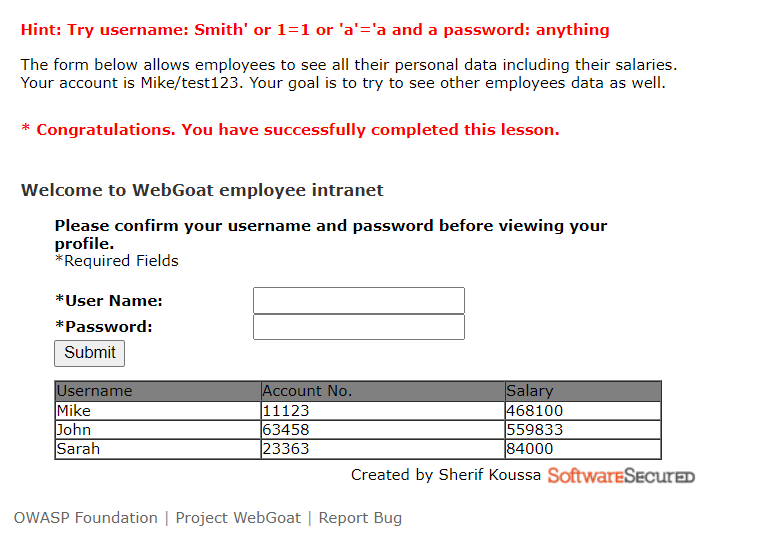 Hint: Try username: Smith' or 1=1 or 'a'='a and a password: anything
The form below allows employees to see all their personal data including their salaries.
Your account is Mike/test123. Your goal is to try to see other employees data as well.
* Congratulations. You have successfully completed this lesson.
Welcome to WebGoat employee intranet
Please confirm your username and password before viewing your
profile.
*Required Fields
*User Name:
*Password:
Submit
Username Account No. Salary
Mike 11123 468100
John 63458 559833
Sarah 23363 84000
Created by Sherif Koussa SoftwareSecured
OWASP Foundation | Project WebGoat | Report Bug